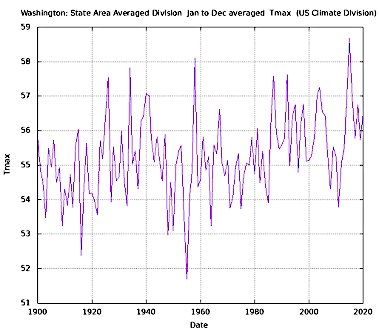 Washington: State Area Averaged Division Jan to Dec averaged Tmax (US Climate Division)
59
58
57
56
55
54
53
52
51
Tmax
1900 1920 1940 1960 1980 2000 2020
Date